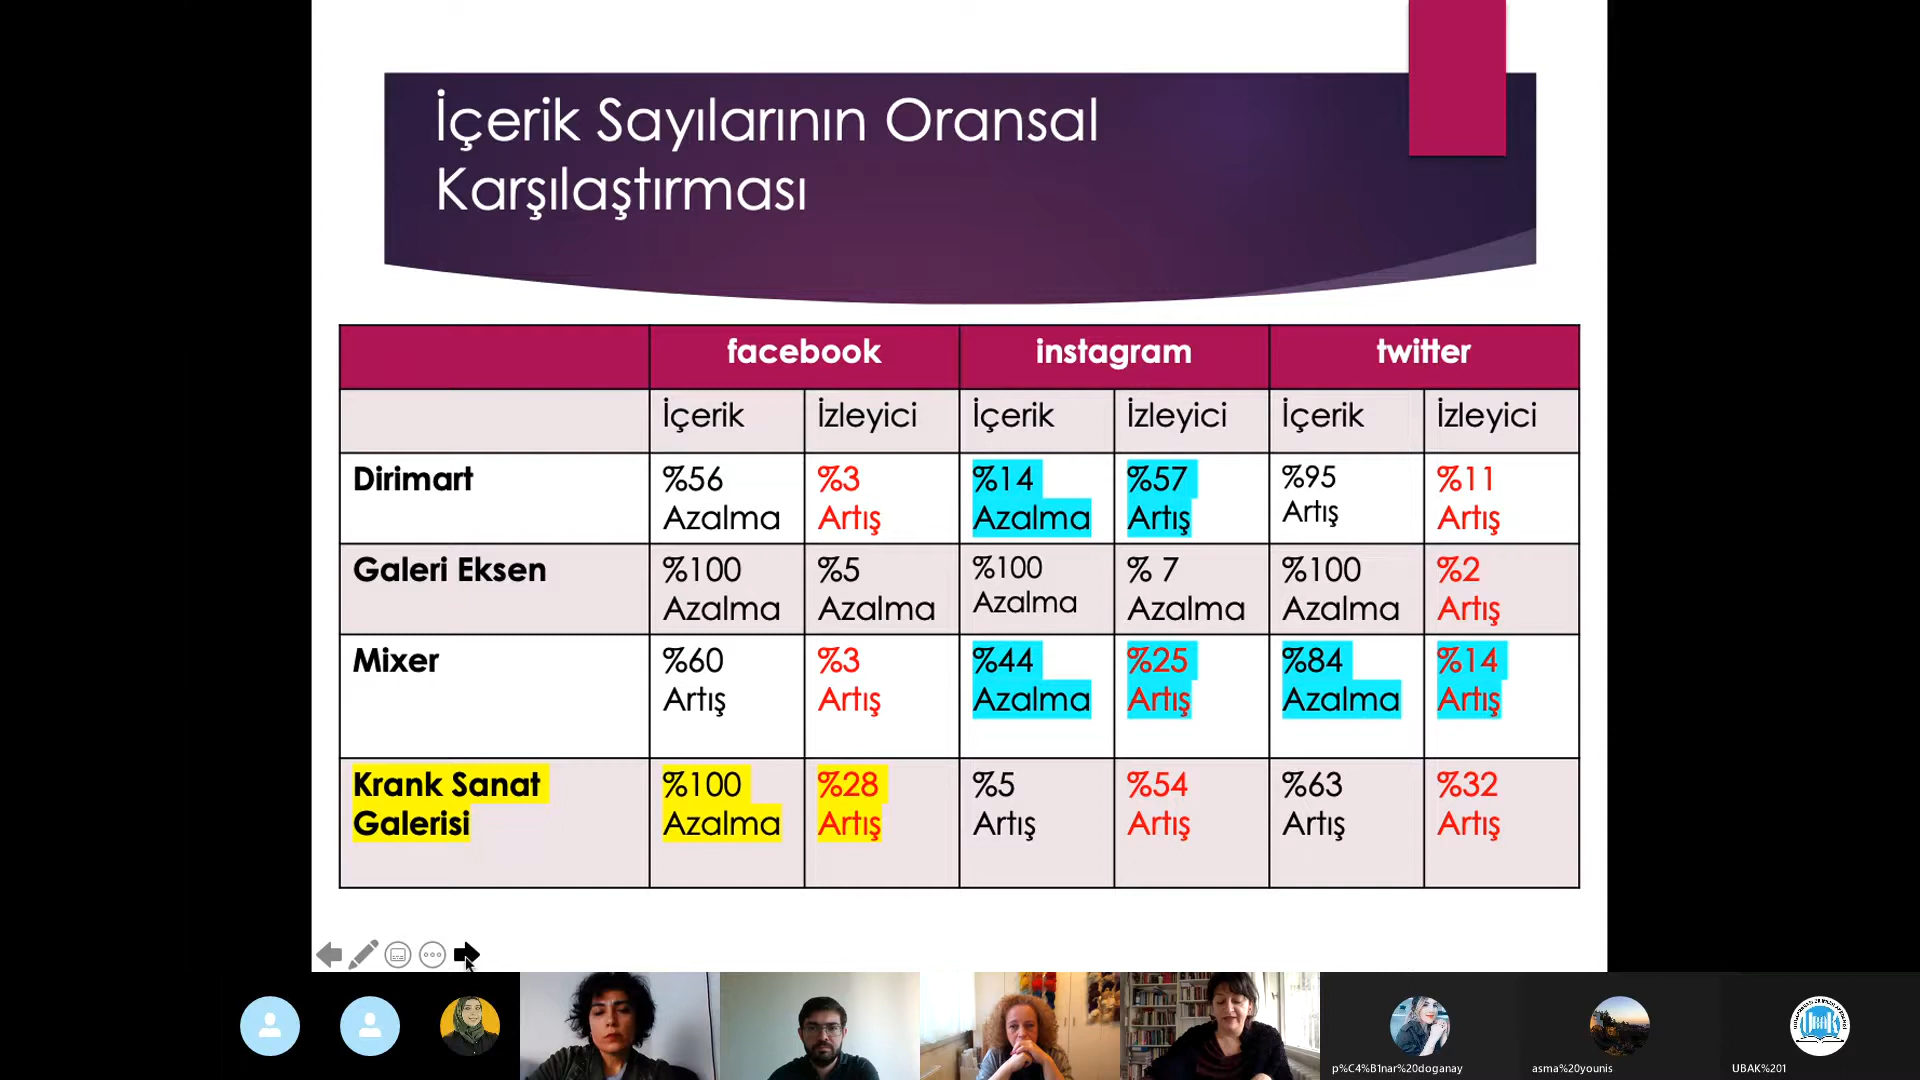 İçerik Sayılarının Oransal
Karşılaştırması
facebook instagram twitter
İçerik İzleyici İçerik İzleyici İçerik İzleyici
Dirimart %56 Azalma %3 Artış %14 Azalma %57 Artış %95 Artış %11 Artış
Galeri Eksen %100 Azalma %5 Azalma %100 Azalma % 7 Azalma %100 Azalma %2 Artış
Mixer %60 Artış %3 Artış %44 Azalma %25 Artış %84 Azalma %14 Artış
Krank Sanat Galerisi %100 Azalma %28 Artış %5 Artış %54 Artış %63 Artış %32 Artış
p%C4%B1nar%20doganay
asma%20younis
UBAK
UBAK%201